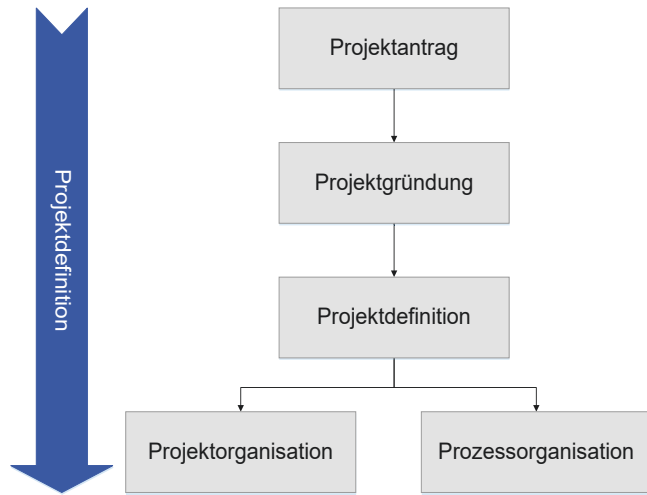 Projektdefinition
Projektantrag
Projektgründung
Projektdefinition
Projektorganisation
Prozessorganisation